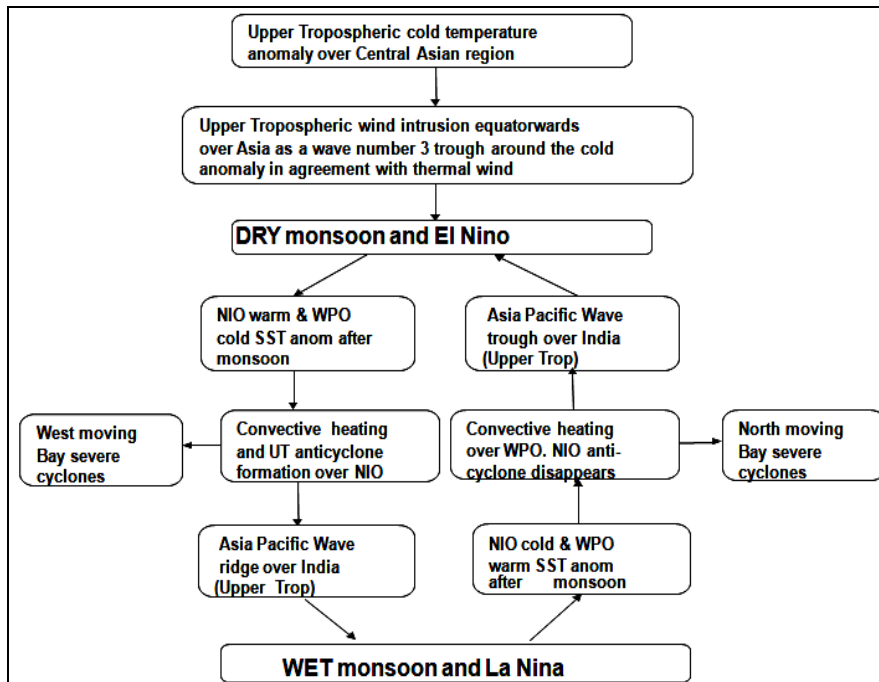 Upper Tropospheric cold temperature
anomaly over Central Asian region
Upper Tropospheric wind intrusion equatorwards
over Asia as a wave number 3 trough around the cold
anomaly in agreement with thermal wind
DRY monsoon and El Nino
NIO warm & WPO
cold SST anom after
monsoon
Asia Pacific Wave
trough over India
(Upper Trop)
West moving
Bay severe
cyclones
Convective heating
and UT anticyclone
formation over NIO
Convective heating
over WPO. NIO anti-
cyclone disappears
North moving
Bay severe
cyclones
Asia Pacific Wave
ridge over India
(Upper Trop)
NIO cold & WPO
warm SST anom
after monsoon
WET monsoon and La Nina